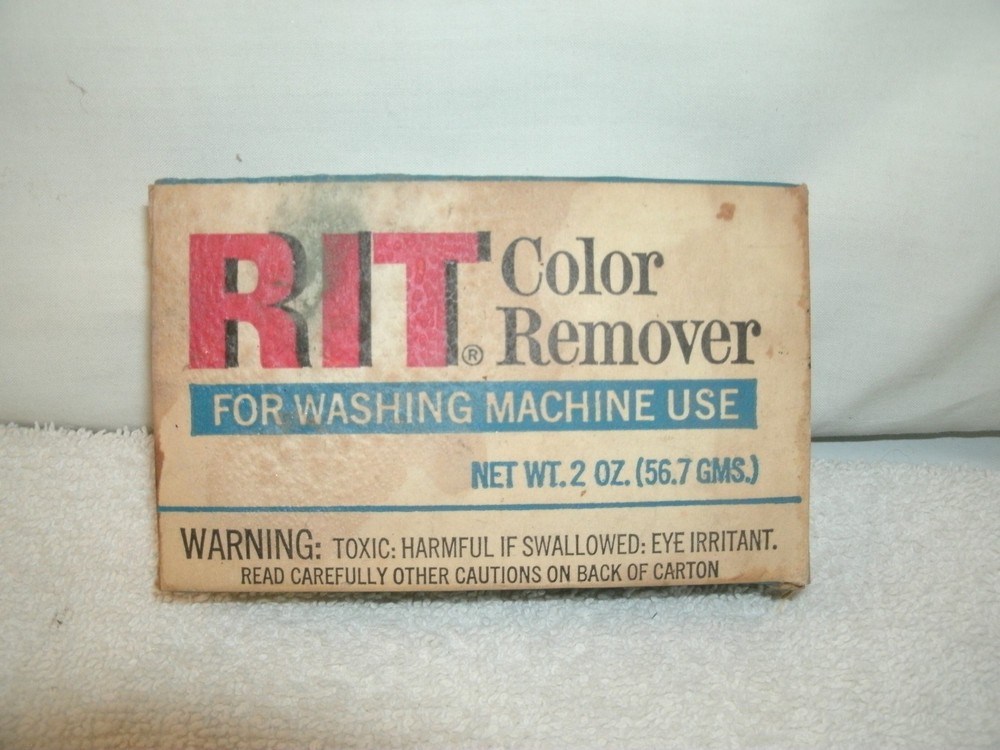 RIT® Color
Remover
FOR WASHING MACHINE USE
NET WT. 2 OZ. (56.7 GMS.)
WARNING: TOXIC: HARMFUL IF SWALLOWED: EYE IRRITANT.
READ CAREFULLY OTHER CAUTIONS ON BACK OF CARTON